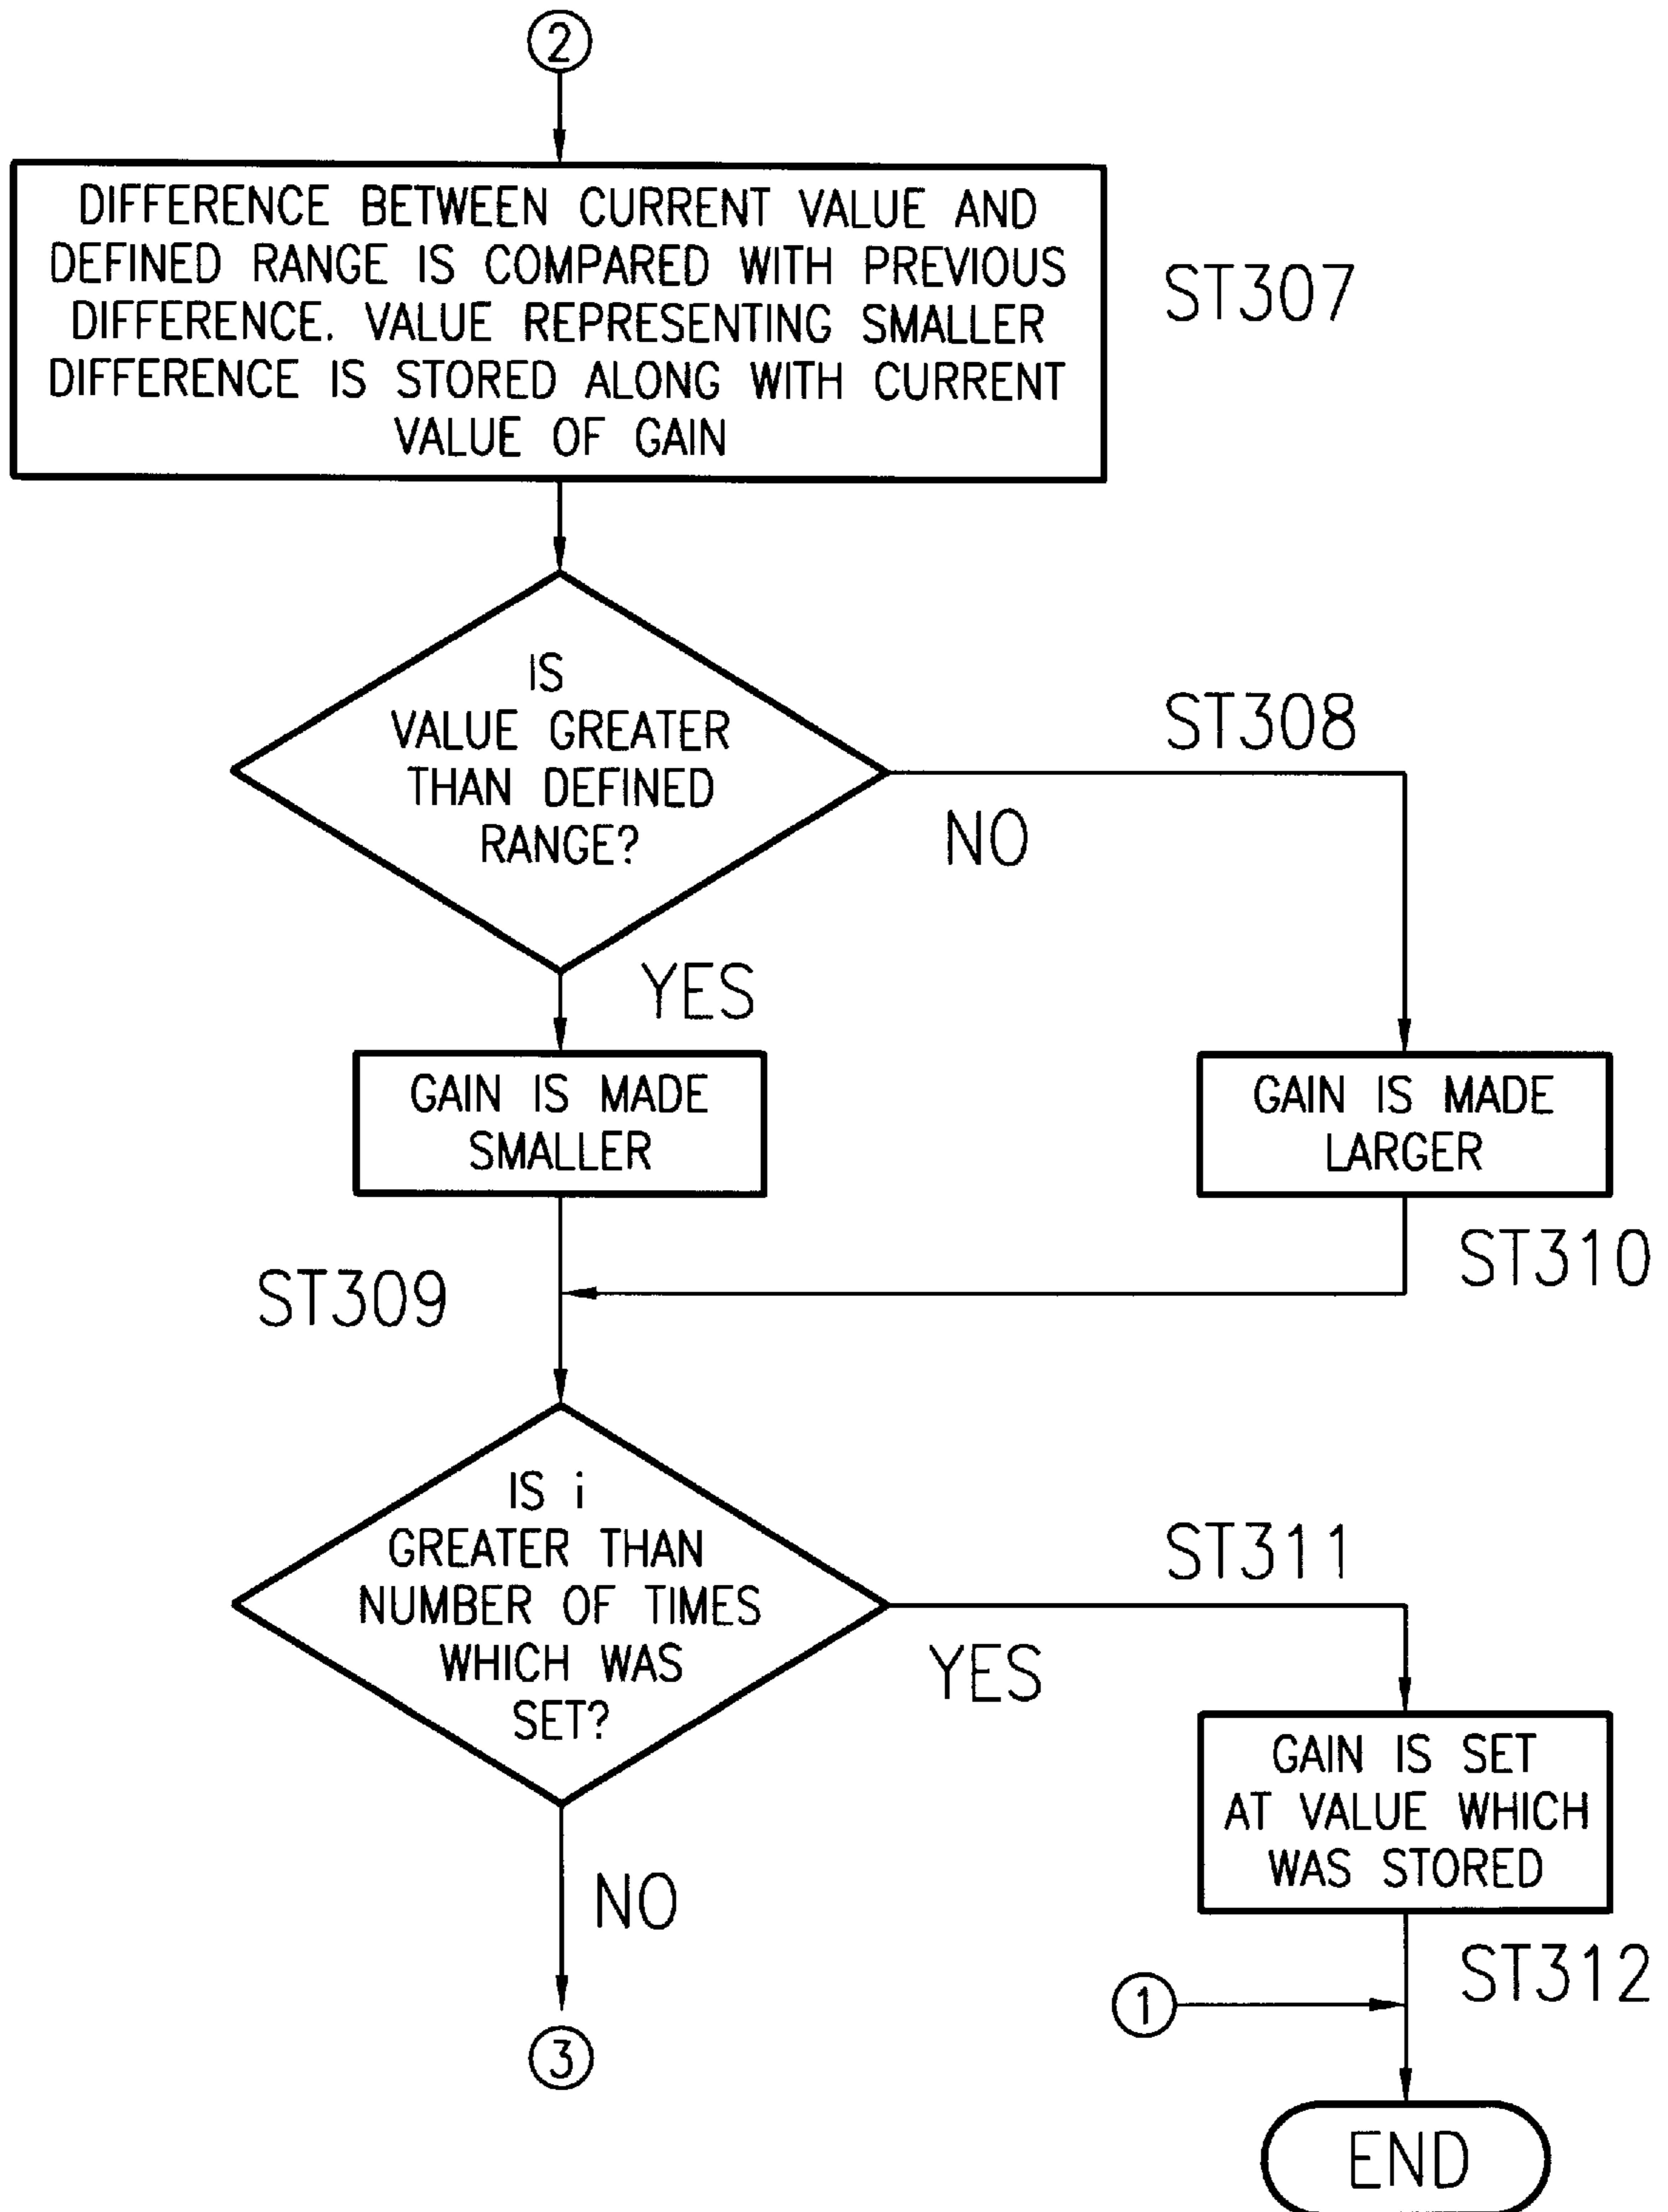 2
DIFFERENCE BETWEEN CURRENT VALUE AND
DEFINED RANGE IS COMPARED WITH PREVIOUS
DIFFERENCE. VALUE REPRESENTING SMALLER
DIFFERENCE IS STORED ALONG WITH CURRENT
VALUE OF GAIN
ST307
IS
VALUE GREATER
THAN DEFINED
RANGE?
ST308
NO
YES
GAIN IS MADE
SMALLER
GAIN IS MADE
LARGER
ST309
ST310
IS i
GREATER THAN
NUMBER OF TIMES
WHICH WAS
SET?
ST311
YES
GAIN IS SET
AT VALUE WHICH
WAS STORED
NO
ST312
1
3
END